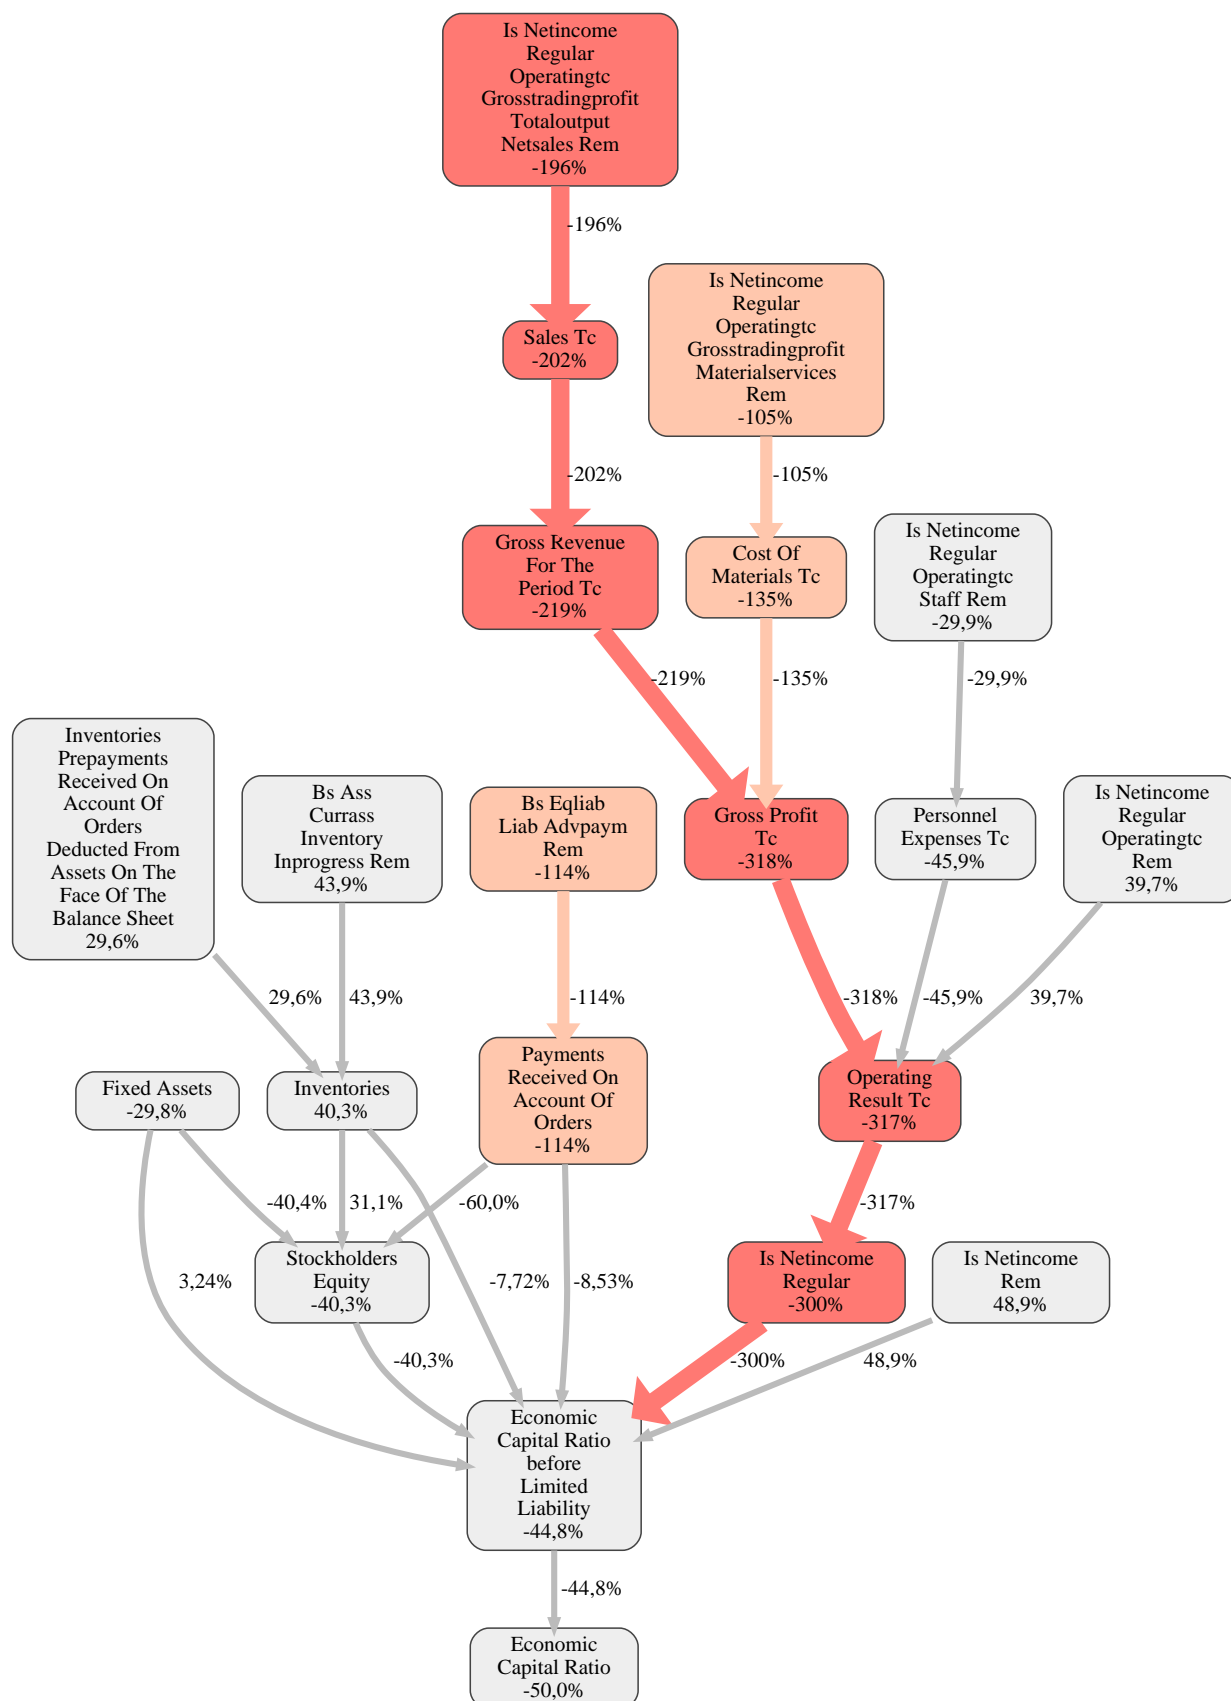 Is Netincome
Regular
Operatingtc
Grosstradingprofit
Totaloutput
Netsales Rem
-196%
-196%
Is Netincome
Regular
Operatingtc
Grosstradingprofit
Materialservices
Rem
-105%
Sales Tc
-202%
-202%
-105%
Gross Revenue
For The
Period Tc
-219%
Cost Of
Materials Tc
-135%
Is Netincome
Regular
Operatingtc
Staff Rem
-29,9%
-219%
-135%
-29,9%
Inventories
Prepayments
Received On
Account Of
Orders
Deducted From
Assets On The
Face Of The
Balance Sheet
29,6%
Bs Ass
Currass
Inventory
Inprogress Rem
43,9%
Bs Eqliab
Liab Advpaym
Rem
-114%
Gross Profit
Tc
-318%
Personnel
Expenses Tc
-45,9%
Is Netincome
Regular
Operatingtc
Rem
39,7%
29,6%
43,9%
-114%
-318%
-45,9%
39,7%
Fixed Assets
-29,8%
Inventories
40,3%
Payments
Received On
Account Of
Orders
-114%
Operating
Result Tc
-317%
-40,4%
31,1%
-60,0%
-317%
3,24%
Stockholders
Equity
-40,3%
-7,72%
-8,53%
Is Netincome
Regular
-300%
Is Netincome
Rem
48,9%
-40,3%
-300%
48,9%
Economic
Capital Ratio
before
Limited
Liability
-44,8%
-44,8%
Economic
Capital Ratio
-50,0%